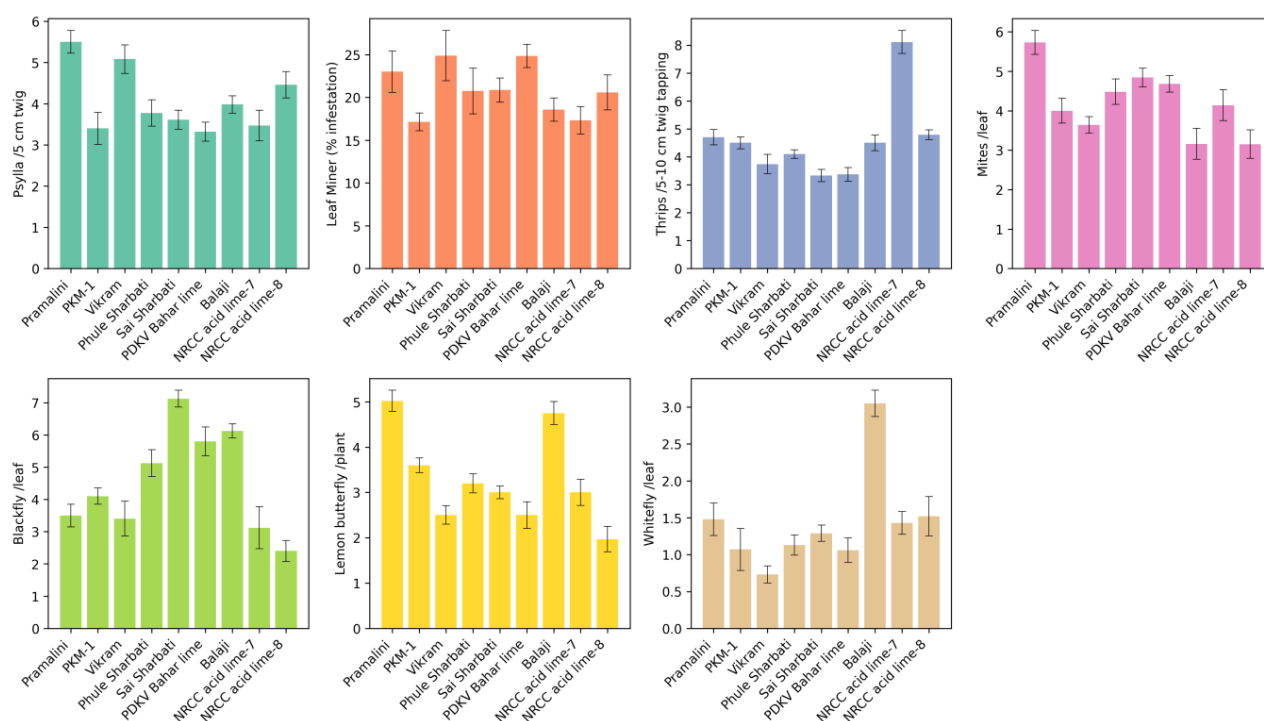 Psylla /5 cm twig
6
5
4
3
2
1
0
Pramalini
PKM-1
Vikram
Phule Sharbati
Sai Sharbati
PDKV Bahar lime
Balaji
NRCC acid lime-7
NRCC acid lime-8
Leaf Miner (% infestation)
25
20
15
10
5
0
Pramalini
PKM-1
Vikram
Phule Sharbati
Sai Sharbati
PDKV Bahar lime
Balaji
NRCC acid lime-7
NRCC acid lime-8
Thrips /5-10 cm twig tapping
8
7
6
5
4
3
2
1
0
Pramalini
PKM-1
Vikram
Phule Sharbati
Sai Sharbati
PDKV Bahar lime
Balaji
NRCC acid lime-7
NRCC acid lime-8
Mites /leaf
6
5
4
3
2
1
0
Pramalini
PKM-1
Vikram
Phule Sharbati
Sai Sharbati
PDKV Bahar lime
Balaji
NRCC acid lime-7
NRCC acid lime-8
Blackfly /leaf
7
6
5
4
3
2
1
0
Pramalini
PKM-1
Vikram
Phule Sharbati
Sai Sharbati
PDKV Bahar lime
Balaji
NRCC acid lime-7
NRCC acid lime-8
Lemon butterfly /plant
5
4
3
2
1
0
Pramalini
PKM-1
Vikram
Phule Sharbati
Sai Sharbati
PDKV Bahar lime
Balaji
NRCC acid lime-7
NRCC acid lime-8
Whitefly /leaf
3.0
2.5
2.0
1.5
1.0
0.5
0.0
Pramalini
PKM-1
Vikram
Phule Sharbati
Sai Sharbati
PDKV Bahar lime
Balaji
NRCC acid lime-7
NRCC acid lime-8